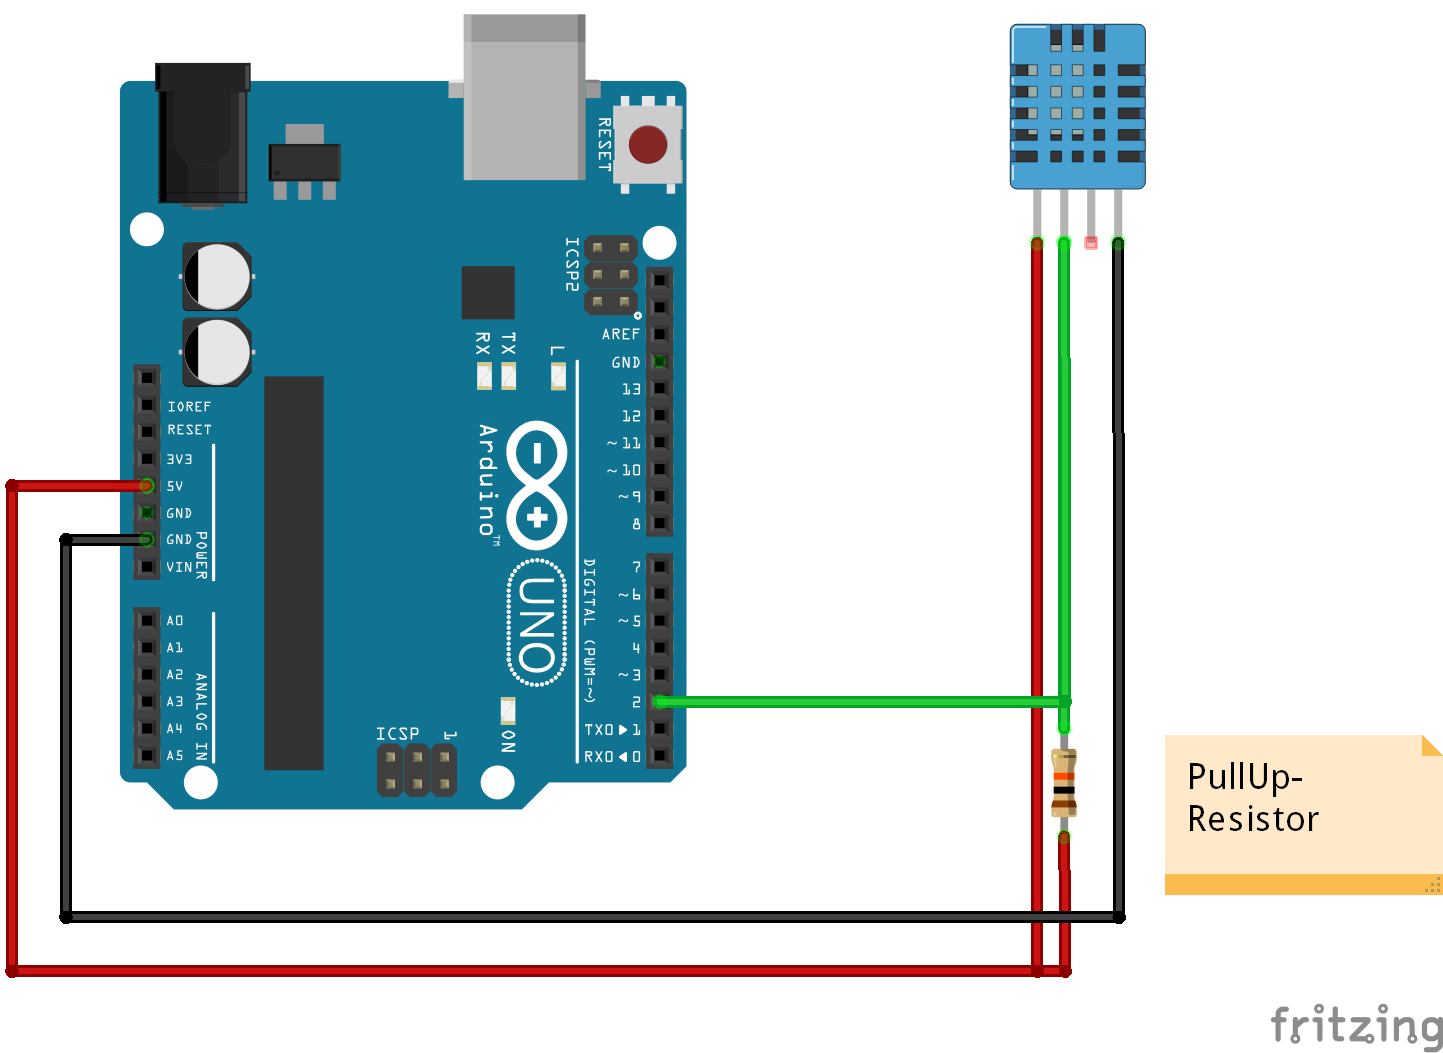 RESET
ICSP2
AREF
GND
13
12
~11
~10
~9
8
7
~6
~5
4
~3
2
TX0▶1
RX0◀0
DIGITAL (PWM=~)
RX
TX
L
Arduino™
UNO
ON
ICSP
1
IOREF
RESET
3V3
5V
GND
GND
VIN
POWER
A0
A1
A2
A3
A4
A5
ANALOG IN
PullUp-
Resistor
fritzing